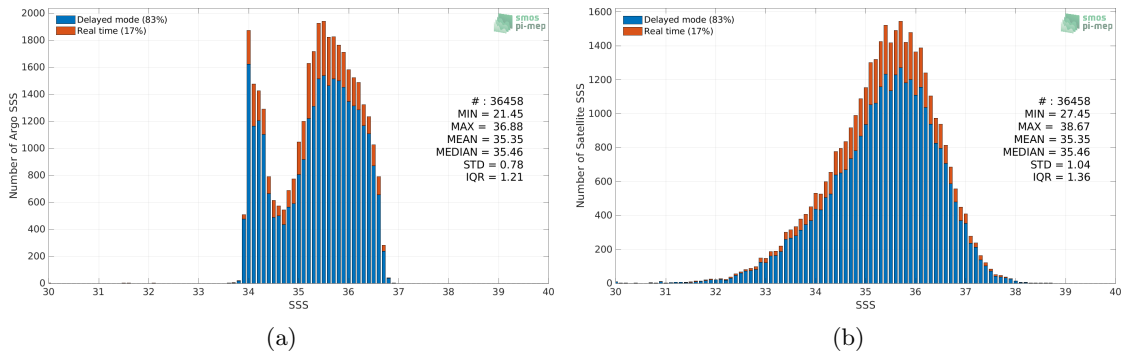 Delayed mode (83%)
Real time (17%)
smos
pi-mep
# : 36458
MIN = 21.45
MAX = 36.88
MEAN = 35.35
MEDIAN = 35.46
STD = 0.78
IQR = 1.21
Number of Argo SSS
2000
1800
1600
1400
1200
1000
800
600
400
200
0
30 31 32 33 34 35 36 37 38 39 40
SSS
(a)
Delayed mode (83%)
Real time (17%)
smos
pi-mep
# : 36458
MIN = 27.45
MAX = 38.67
MEAN = 35.35
MEDIAN = 35.46
STD = 1.04
IQR = 1.36
Number of Satellite SSS
1600
1400
1200
1000
800
600
400
200
0
30 31 32 33 34 35 36 37 38 39 40
SSS
(b)